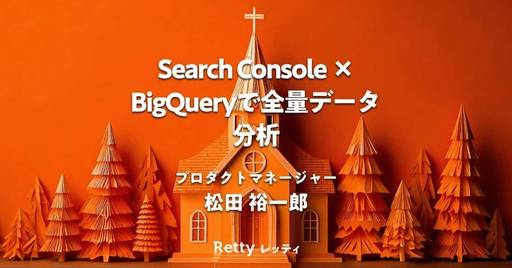 Search Console ×
BigQueryで全量データ
分析
プロダクトマネージャー
松田 裕一郎
Retty レッティ